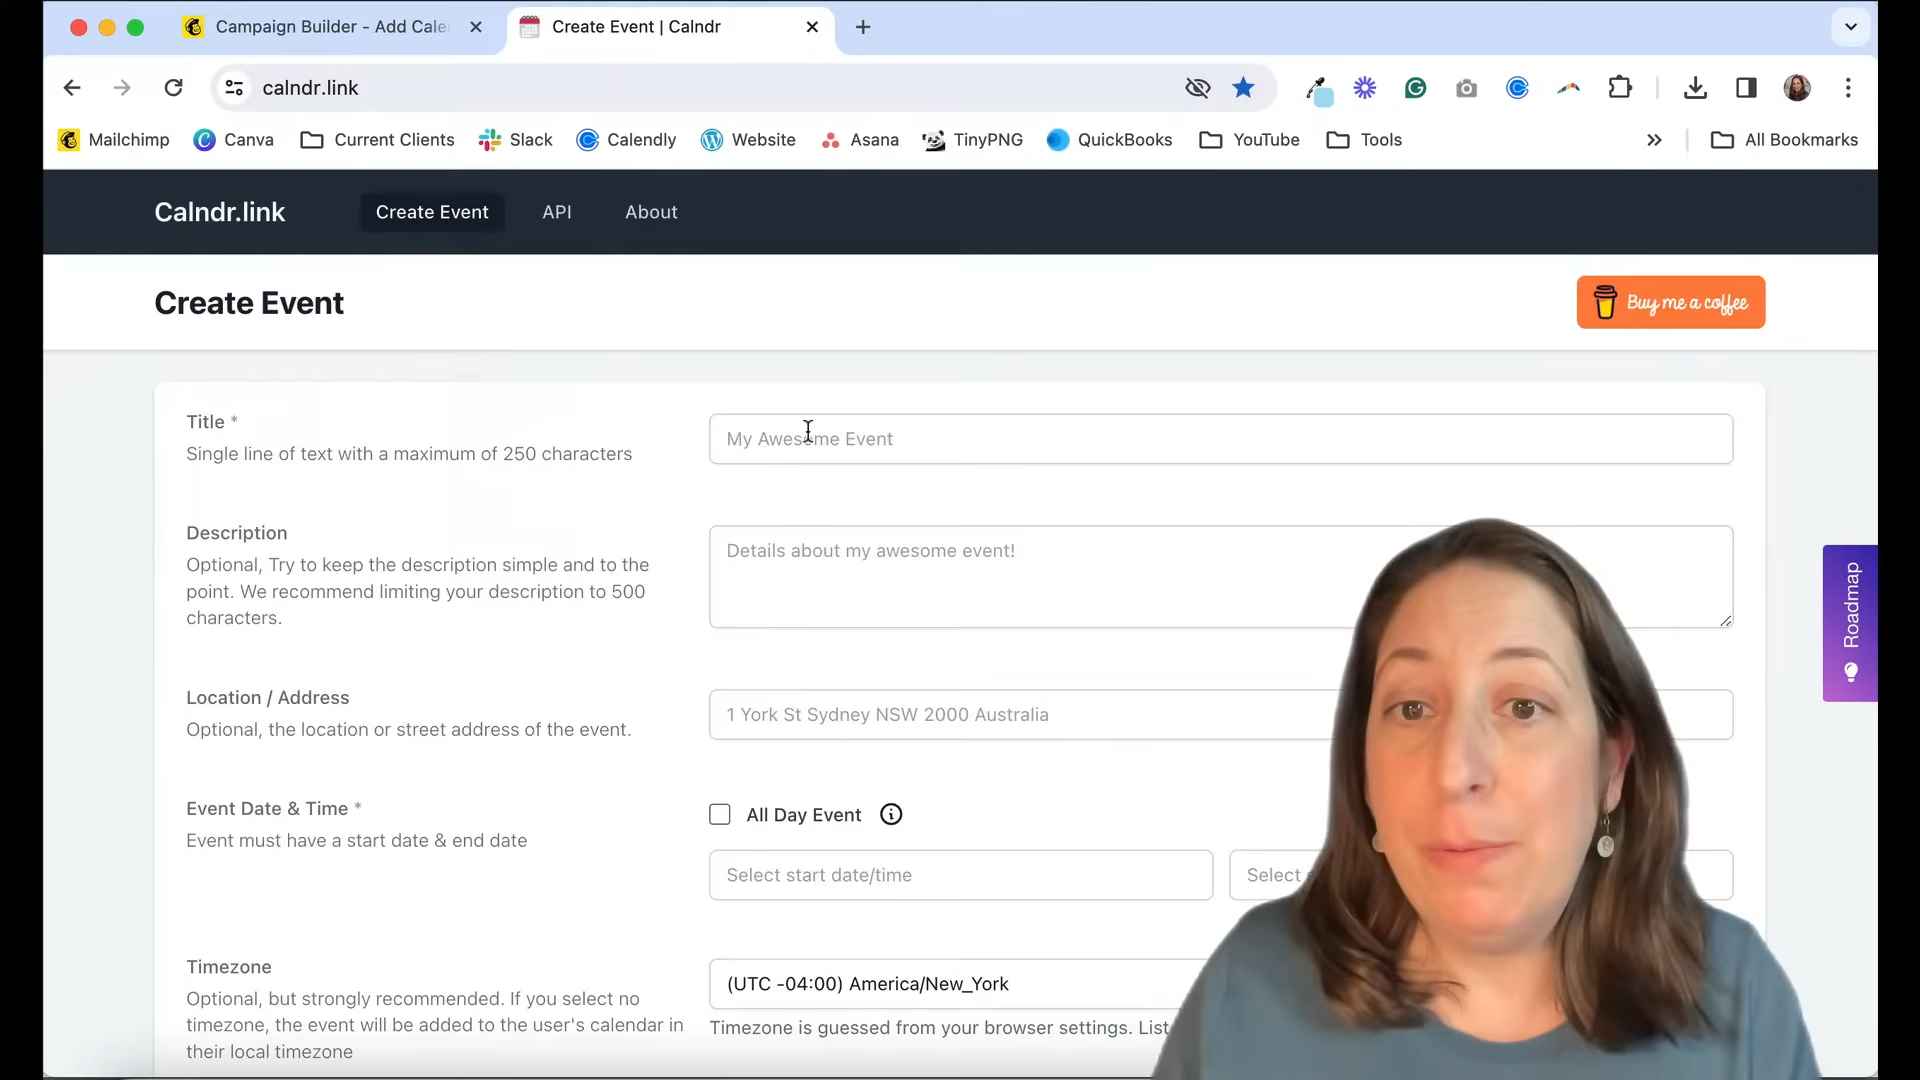 Campaign Builder - Add Cale
Create Event | Calndr
calndr.link
Mailchimp
Canva
Current Clients
Slack
Calendly
Website
Asana
TinyPNG
QuickBooks
YouTube
Tools
All Bookmarks
Calndr.link
Create Event
API
About
Create Event
Buy me a coffee
Title *
Single line of text with a maximum of 250 characters
My Awesome Event
Description
Optional, Try to keep the description simple and to the
point. We recommend limiting your description to 500
characters.
Details about my awesome event!
Roadmap
Location / Address
Optional, the location or street address of the event.
1 York St Sydney NSW 2000 Australia
Event Date & Time *
Event must have a start date & end date
All Day Event
Select start date/time
Select
Timezone
Optional, but strongly recommended. If you select no
timezone, the event will be added to the user's calendar in
their local timezone
(UTC -04:00) America/New_York
Timezone is guessed from your browser settings. List